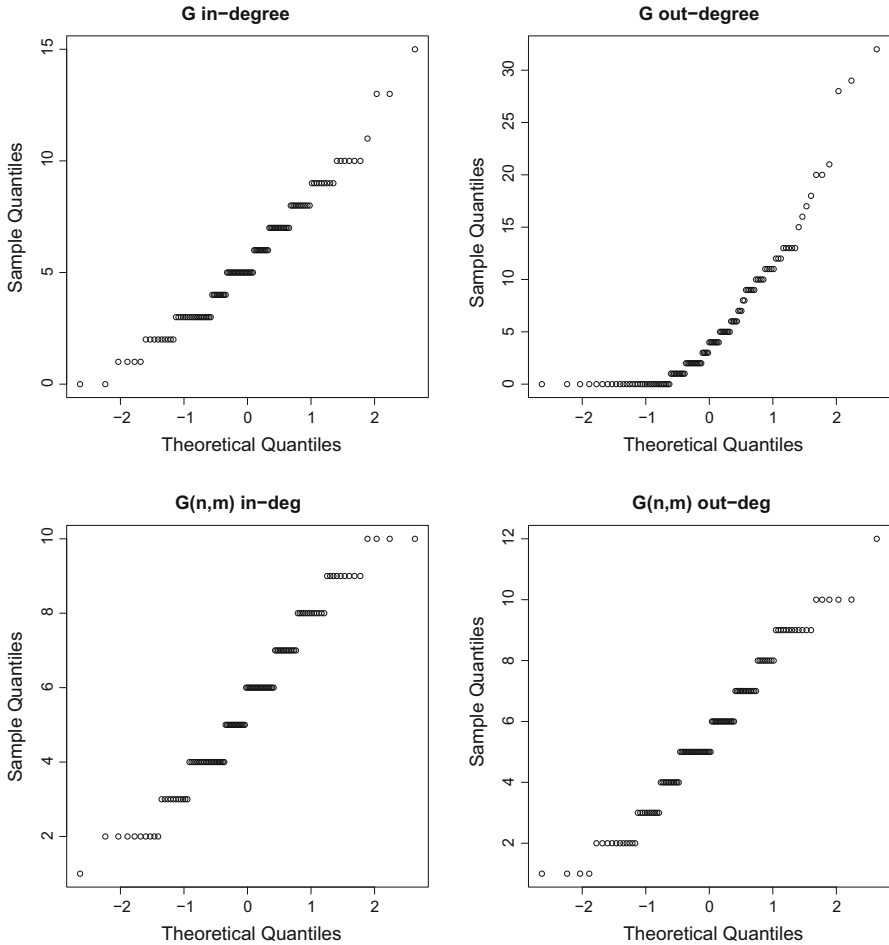 G in−degree
15
10
5
0
Sample Quantiles
−2 −1 0 1 2
Theoretical Quantiles
G out−degree
30
25
20
15
10
5
0
Sample Quantiles
−2 −1 0 1 2
Theoretical Quantiles
G(n,m) in−deg
10
8
6
4
2
Sample Quantiles
−2 −1 0 1 2
Theoretical Quantiles
G(n,m) out−deg
12
10
8
6
4
2
Sample Quantiles
−2 −1 0 1 2
Theoretical Quantiles